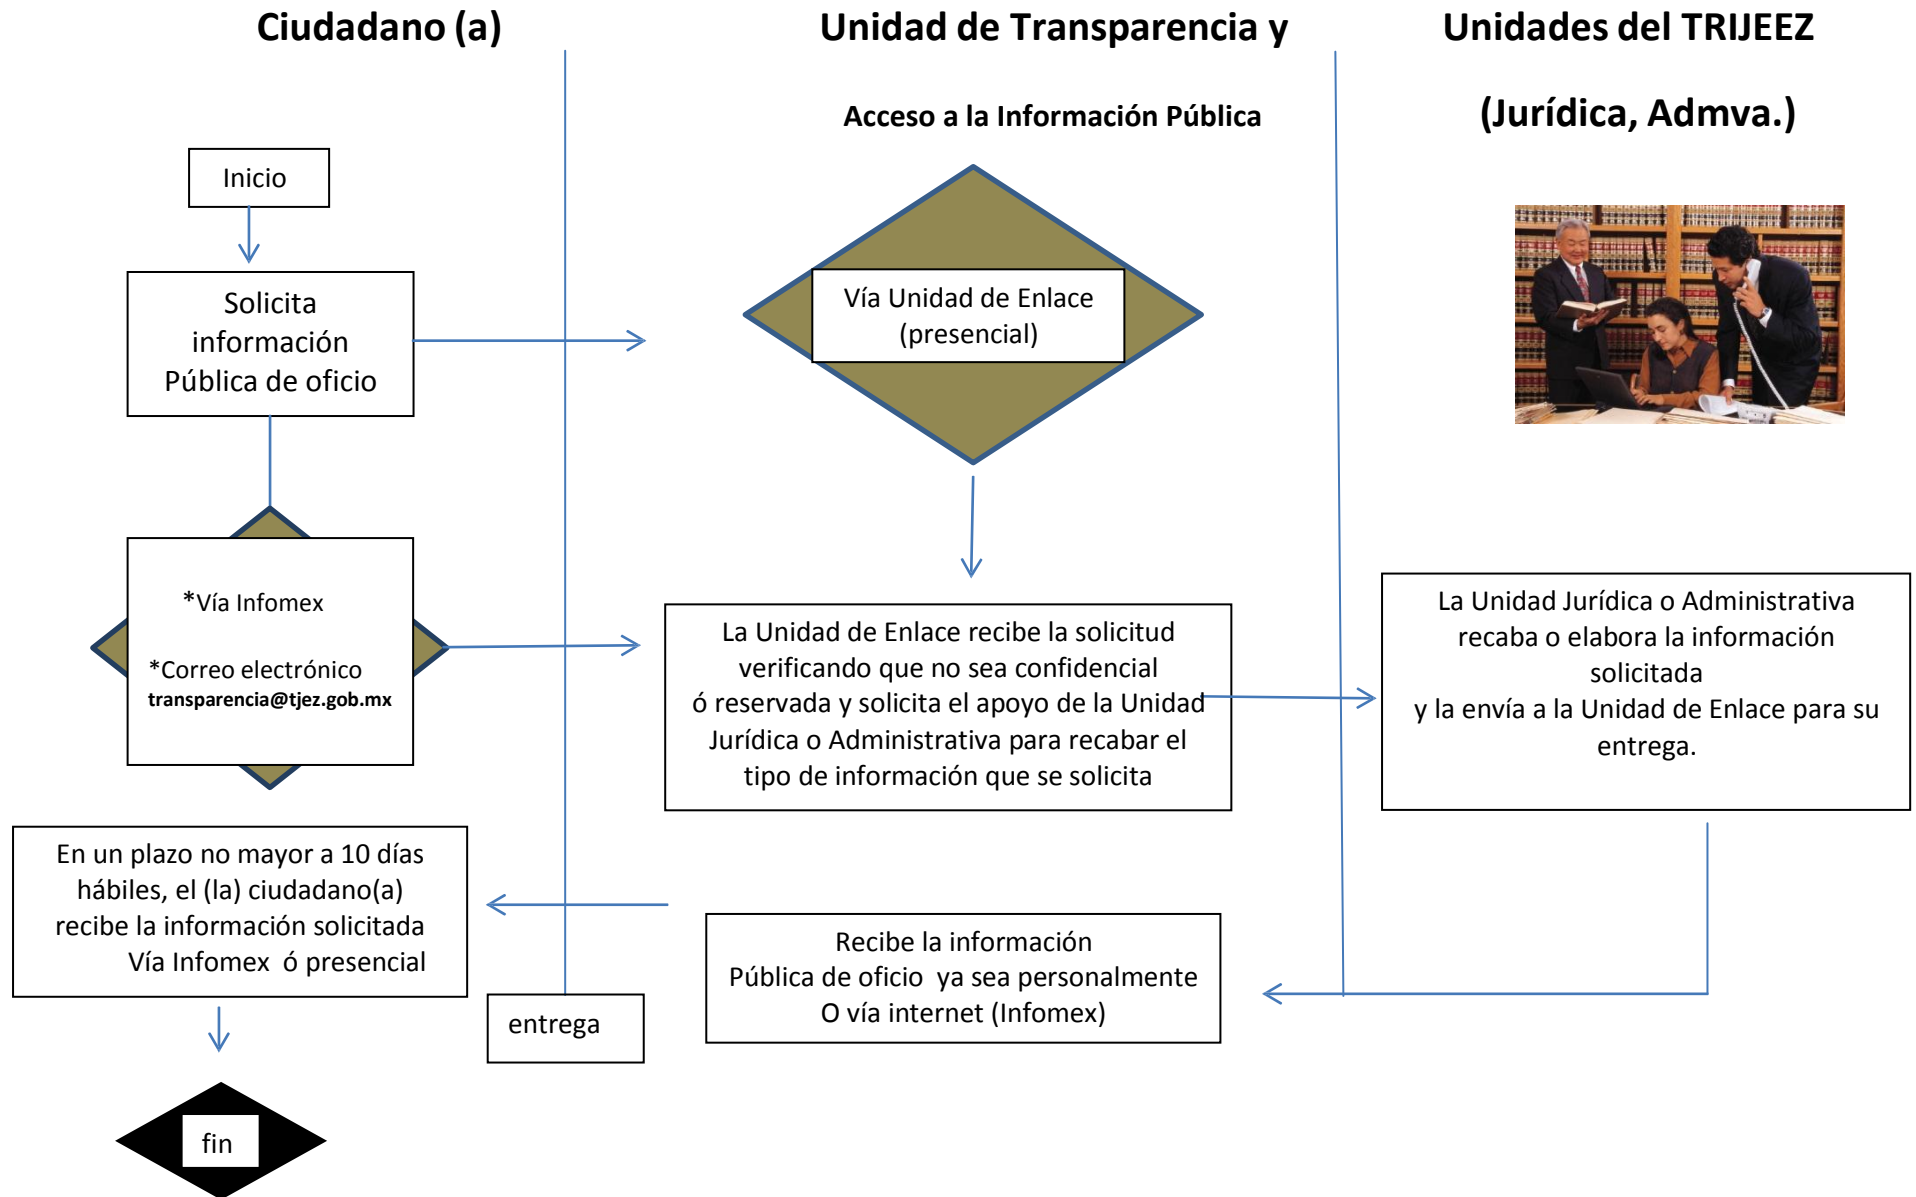 Ciudadano (a)
Unidad de Transparencia y
Acceso a la Información Pública
Unidades del TRIJEEZ
(Jurídica, Admva.)
Inicio
Solicita
información
Pública de oficio
Vía Unidad de Enlace
(presencial)
*Vía Infomex
*Correo electrónico
transparencia@tjez.gob.mx
La Unidad de Enlace recibe la solicitud
verificando que no sea confidencial
ó reservada y solicita el apoyo de la Unidad
Jurídica o Administrativa para recabar el
tipo de información que se solicita
La Unidad Jurídica o Administrativa
recaba o elabora la información
solicitada
y la envía a la Unidad de Enlace para su
entrega.
En un plazo no mayor a 10 días
hábiles, el (la) ciudadano(a)
recibe la información solicitada
Vía Infomex ó presencial
Recibe la información
Pública de oficio ya sea personalmente
O vía internet (Infomex)
entrega
fin